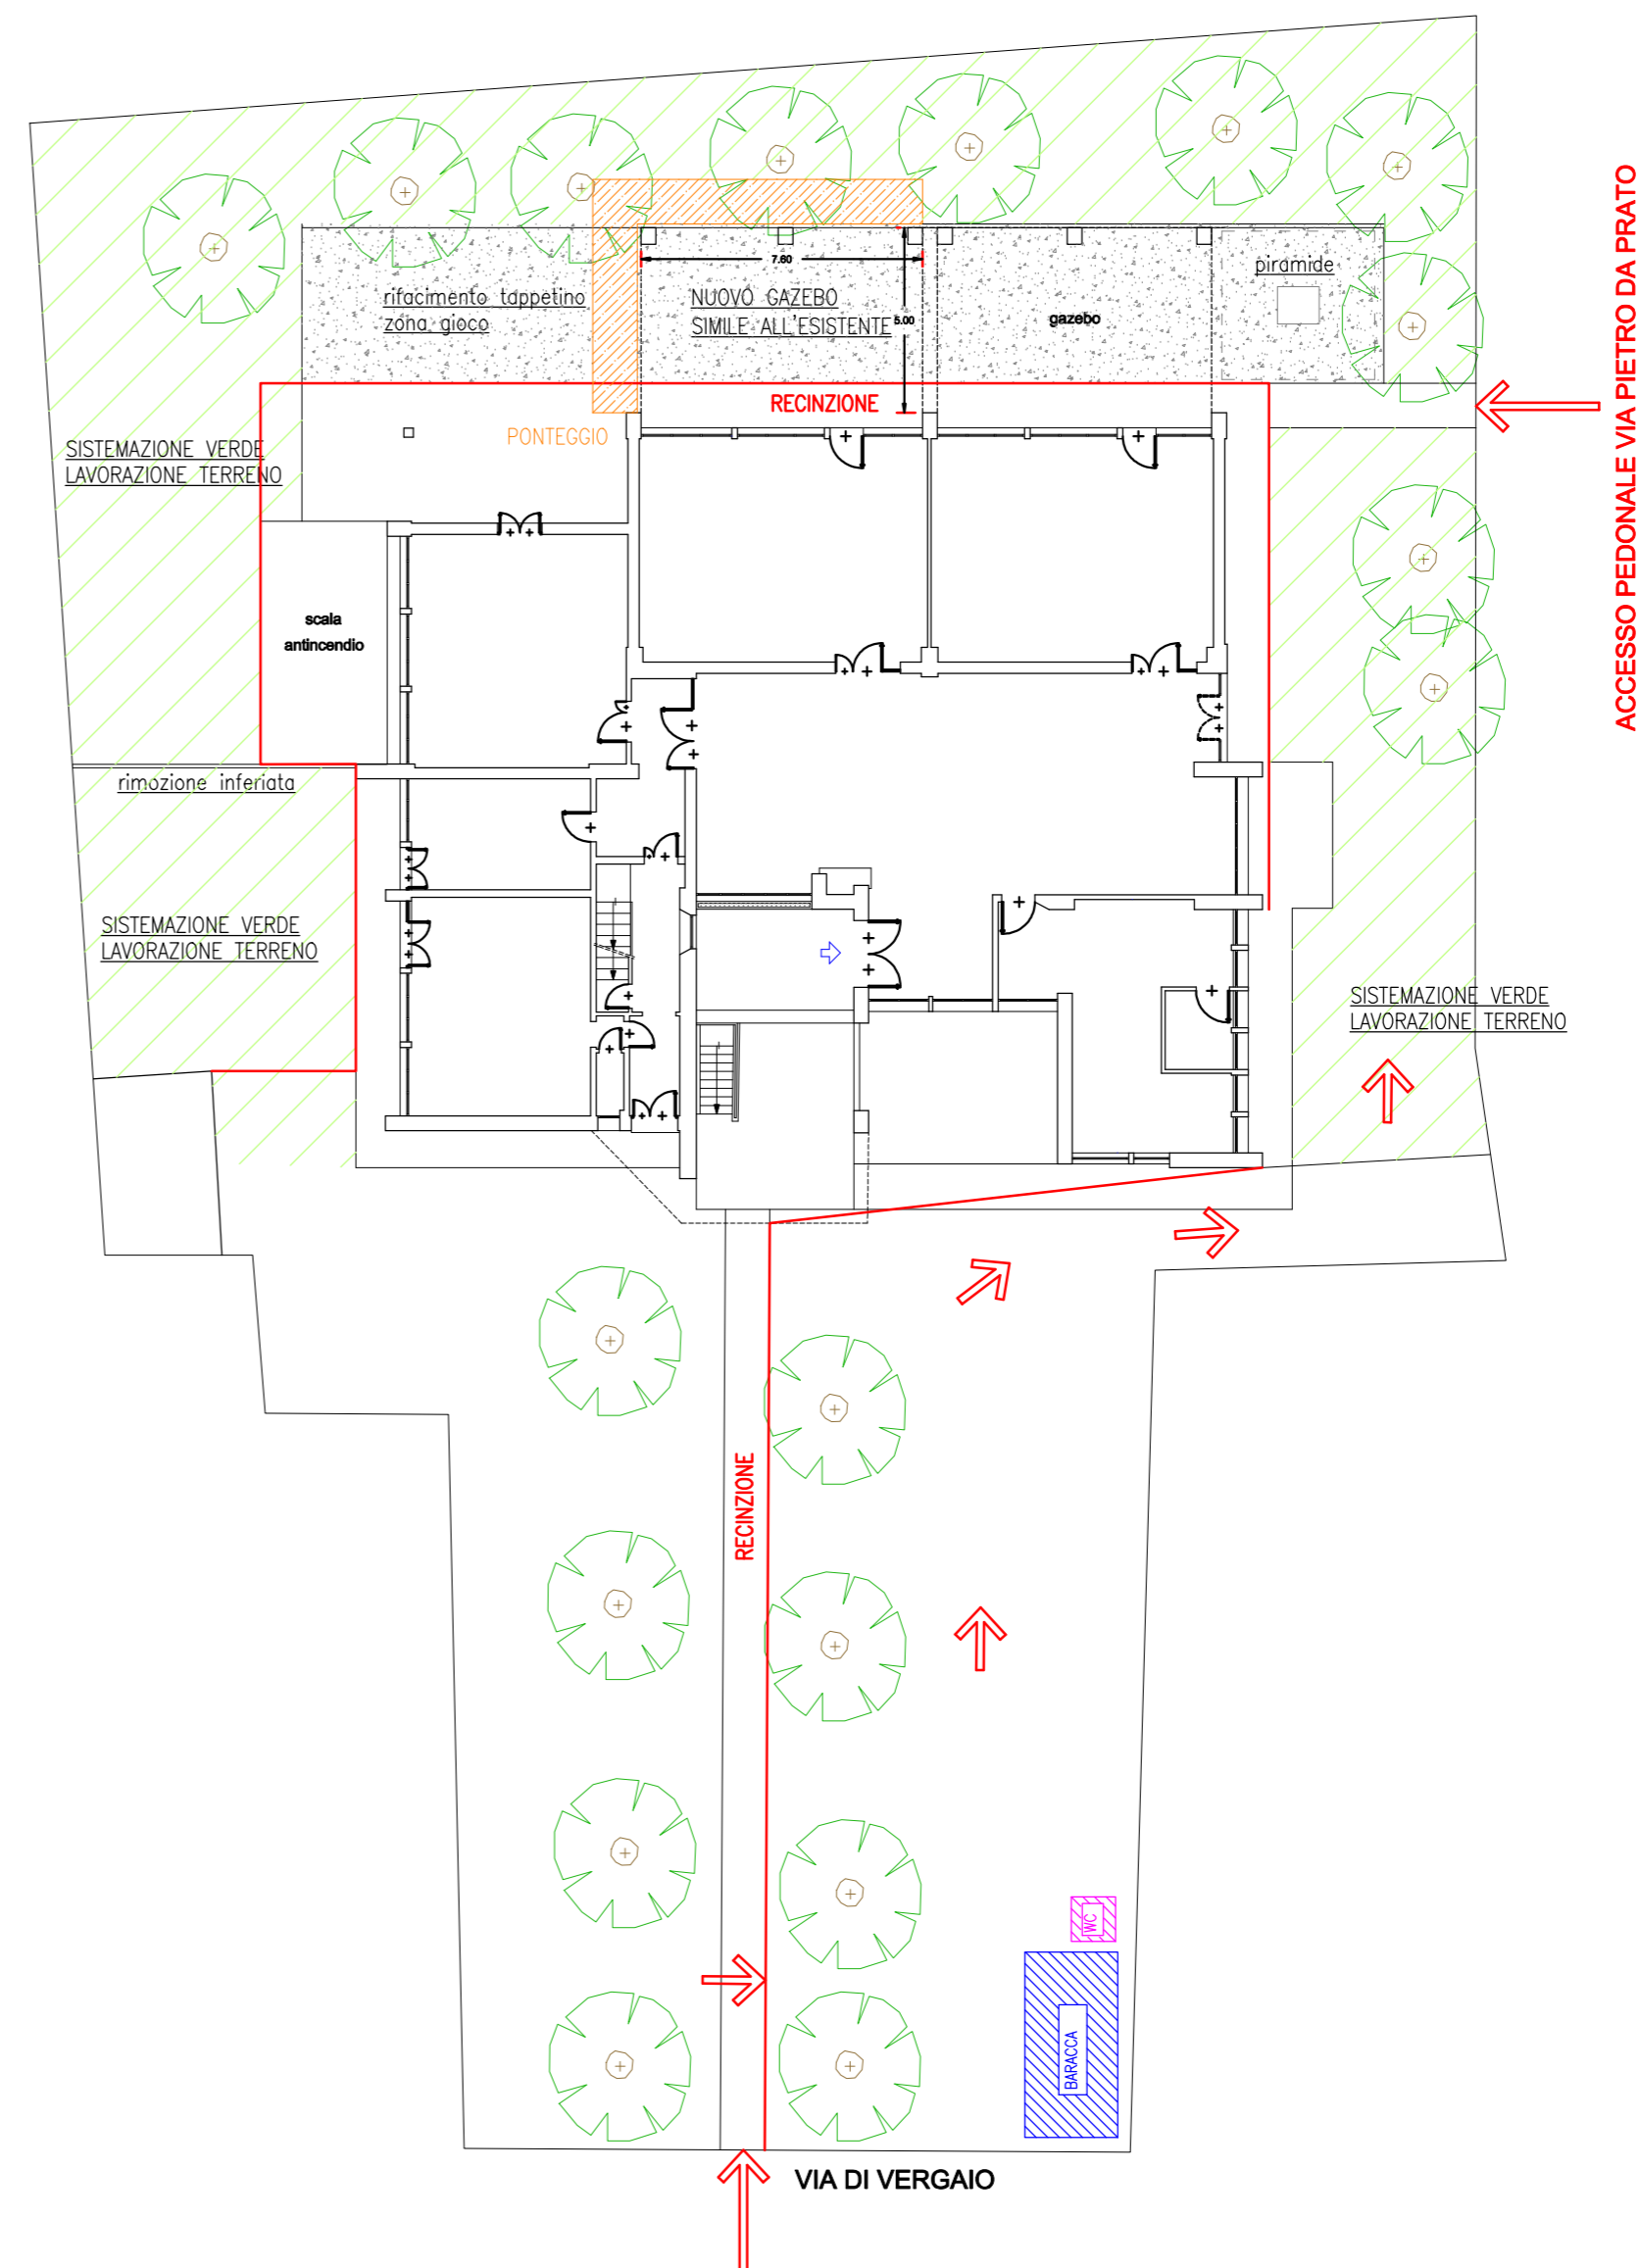 ACCESSO PEDONALE VIA PIETRO DA PRATO
piramide
rifacimento tappetino
zona gioco
7.60
NUOVO GAZEBO
SIMILE ALL'ESISTENTE
5.00
gazebo
RECINZIONE
PONTEGGIO
SISTEMAZIONE VERDE
LAVORAZIONE TERRENO
scala
antincendio
rimozione inferiata
SISTEMAZIONE VERDE
LAVORAZIONE TERRENO
SISTEMAZIONE VERDE
LAVORAZIONE TERRENO
RECINZIONE
WC
BARACCA
VIA DI VERGAIO